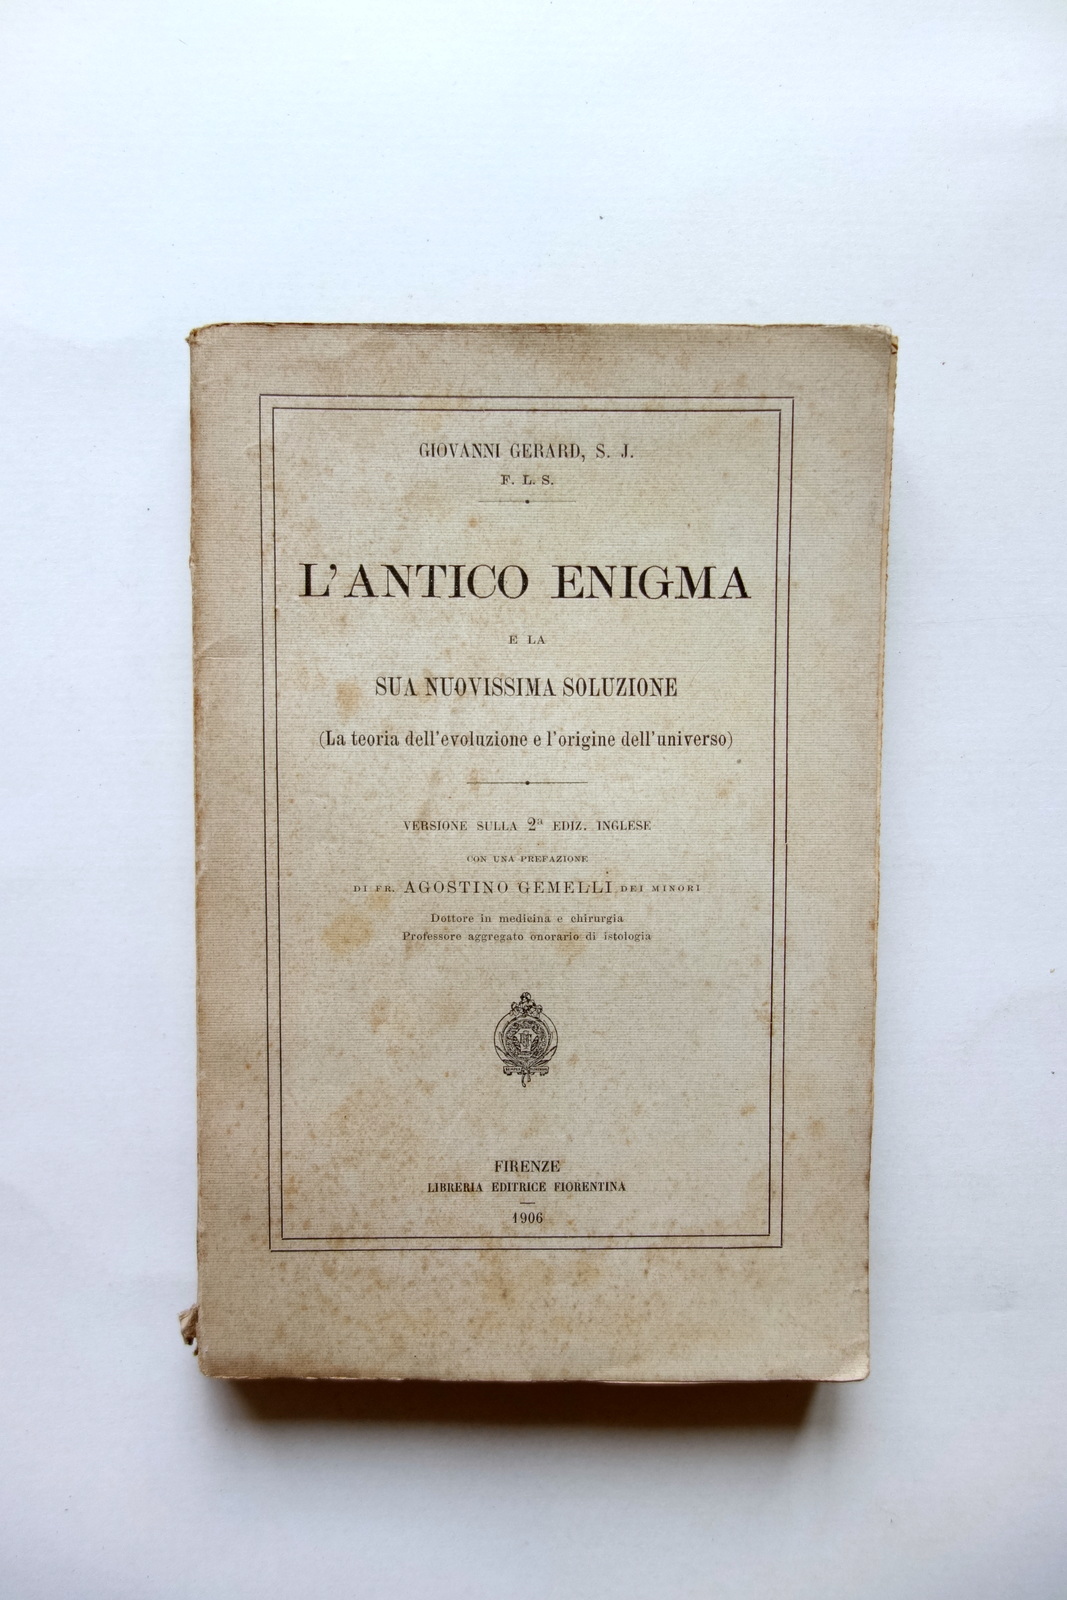 GIOVANNI GERARD, S. J.
F. L. S.
L'ANTICO ENIGMA
E LA
SUA NUOVISSIMA SOLUZIONE
(La teoria dell'evoluzione e l'origine dell'universo)
VERSIONE SULLA 2ª EDIZ. INGLESE
CON UNA PREFAZIONE
DI FR. AGOSTINO GEMELLI DEI MINORI
Dottore in medicina e chirurgia
Professore aggregato onorario di istologia
FIRENZE
LIBRERIA EDITRICE FIORENTINA
1906